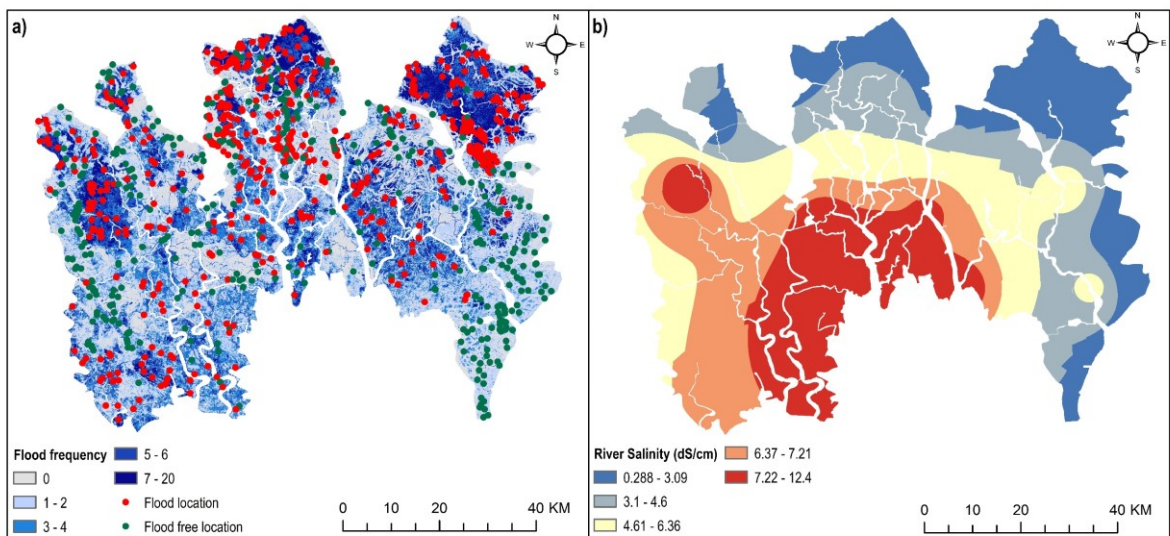 a)
N
W E
S
Flood frequency
0
1 - 2
3 - 4
5 - 6
7 - 20
Flood location
Flood free location
0 10 20 40 KM
b)
N
W E
S
River Salinity (dS/cm)
0.288 - 3.09
3.1 - 4.6
4.61 - 6.36
6.37 - 7.21
7.22 - 12.4
0 10 20 40 KM